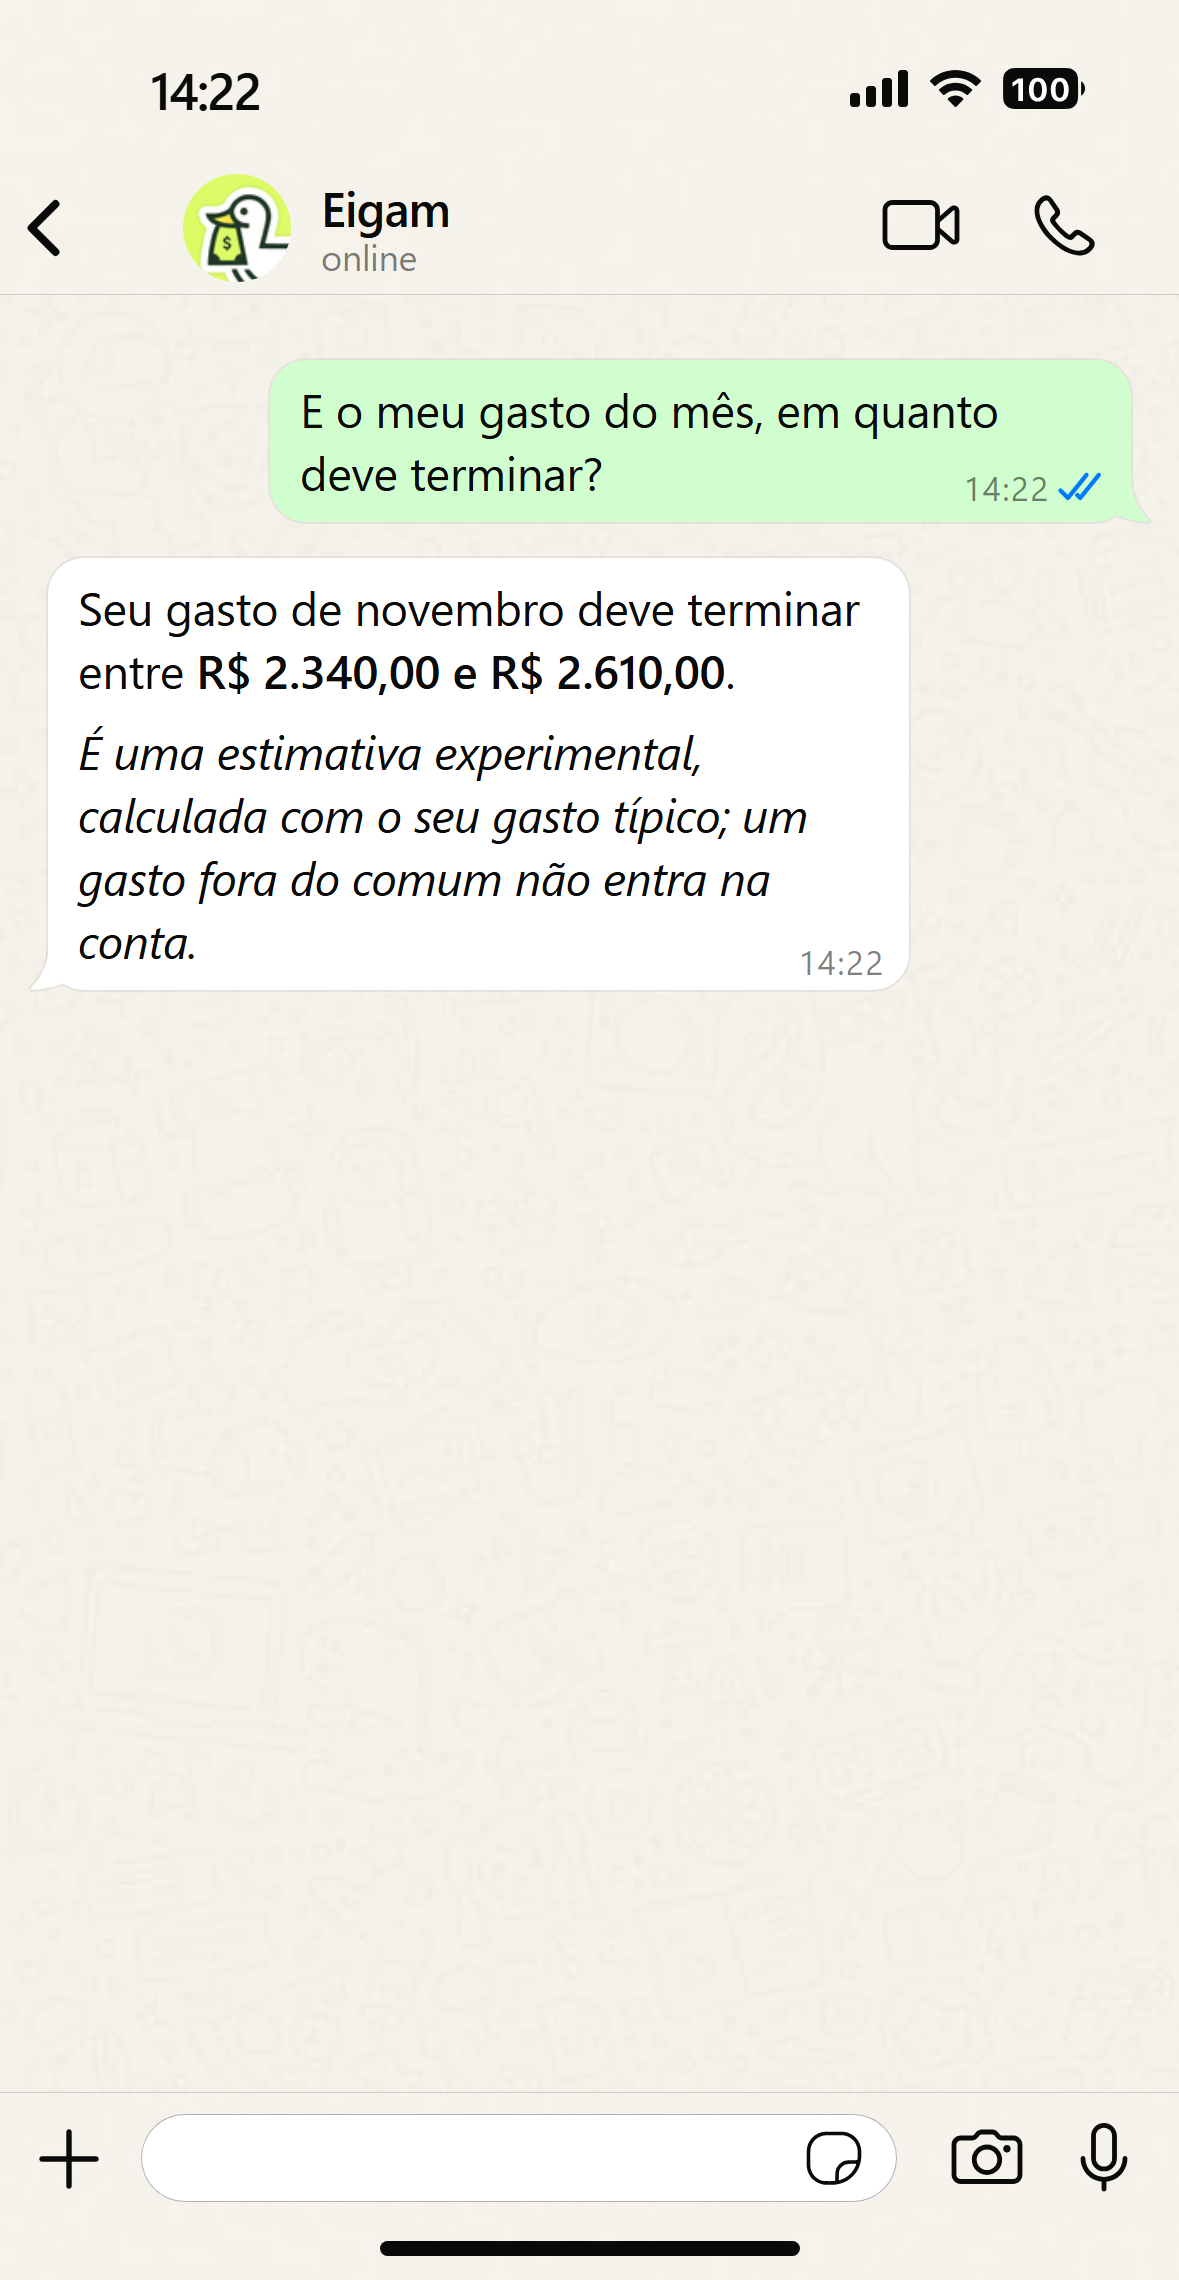 14:22
100
Eigam
online
E o meu gasto do mês, em quanto
deve terminar?
14:22
Seu gasto de novembro deve terminar
entre R$ 2.340,00 e R$ 2.610,00.
É uma estimativa experimental,
calculada com o seu gasto típico; um
gasto fora do comum não entra na
conta.
14:22